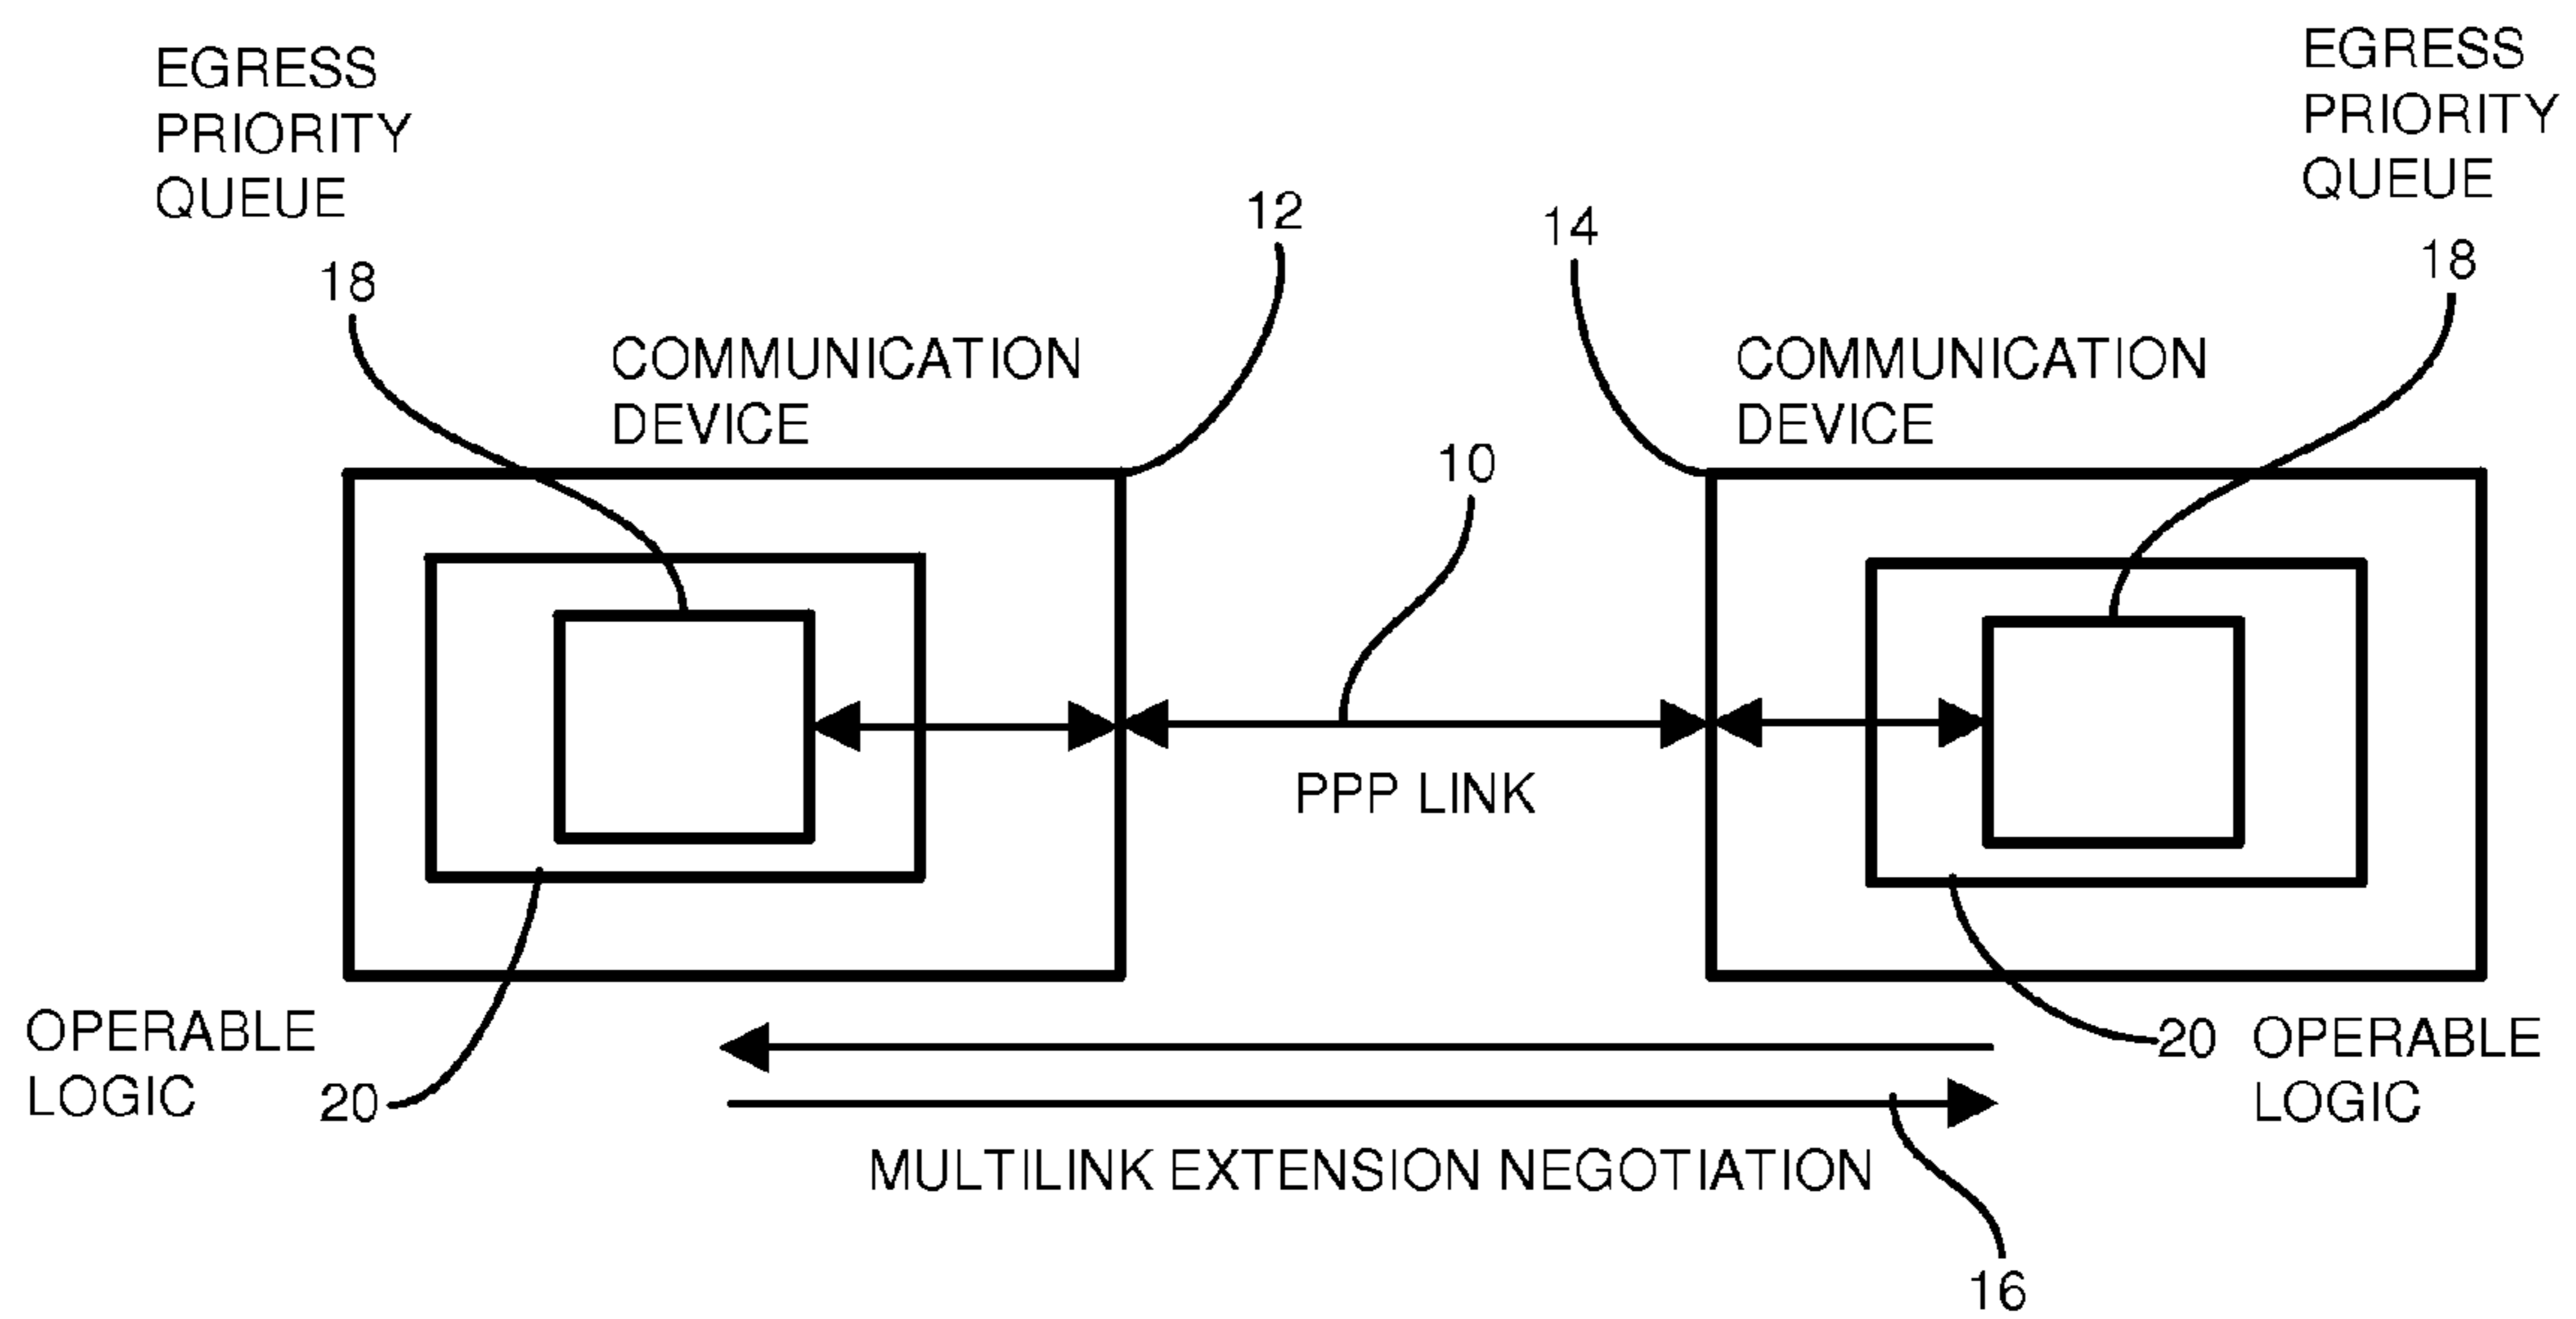 EGRESS
PRIORITY
QUEUE
18
COMMUNICATION
DEVICE
12
14
10
COMMUNICATION
DEVICE
EGRESS
PRIORITY
QUEUE
18
PPP LINK
OPERABLE
LOGIC 20
20 OPERABLE
LOGIC
MULTILINK EXTENSION NEGOTIATION
16